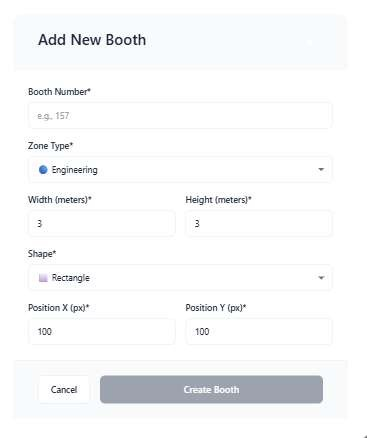 Add New Booth
Booth Number*
e.g., 157
Zone Type*
Engineering
Width (meters)* Height (meters)*
3 3
Shape*
Rectangle
Position X (px)* Position Y (px)*
100 100
Cancel Create Booth